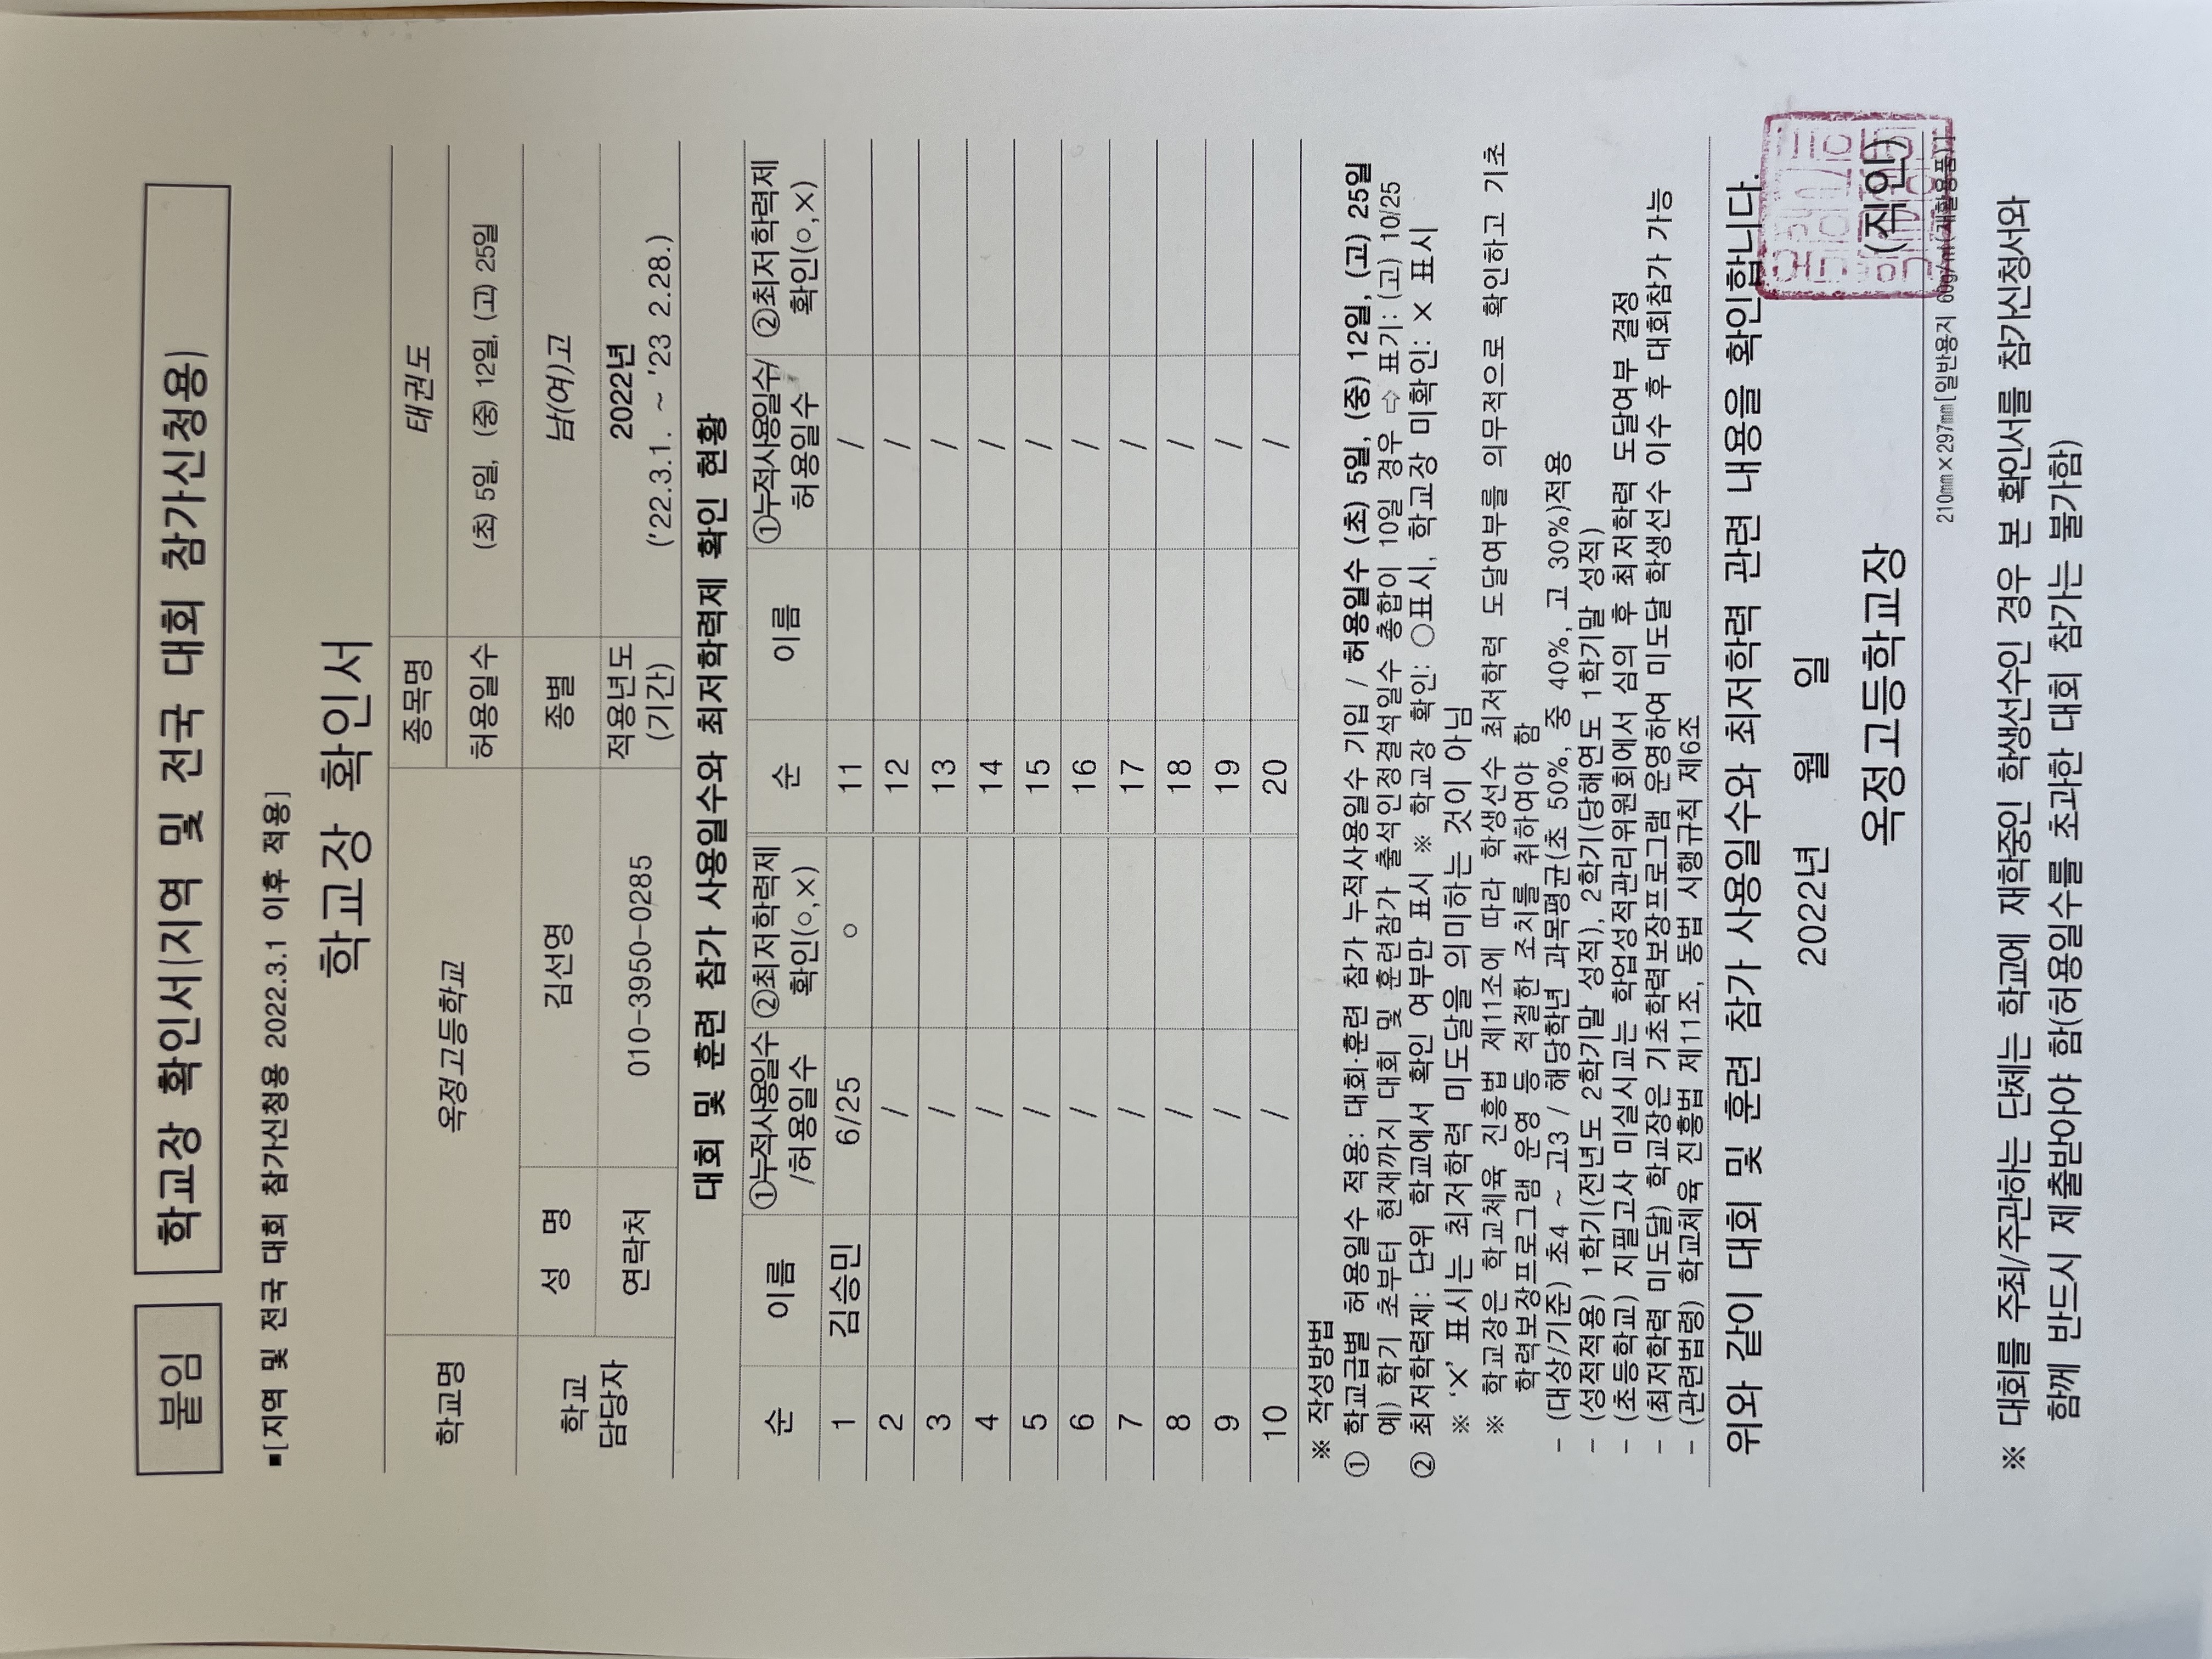 붙임 학교장 확인서(지역 및 전국 대회 참가신청용)
■[지역 및 전국 대회 참가신청용 2022.3.1 이후 적용]
학교장 확인서
학교명 옥정고등학교 종목명 태권도
허용일수 (초) 5일, (중) 12일, (고) 25일
학교 담당자 성 명 김선영 종별 남(여)고
연락처 010-3950-0285 적용년도 (기간) 2022년
('22.3.1. ~ '23 2.28.)
대회 및 훈련 참가 사용일수와 최저학력제 확인 현황
순 이름 ①누적사용일수 /허용일수 ②최저학력제 확인(○,×) 순 이름 ①누적사용일수/ 허용일수 ②최저학력제 확인(○,×)
1 김승민 6/25 ○ 11 /
2 / 12 /
3 / 13 /
4 / 14 /
5 / 15 /
6 / 16 /
7 / 17 /
8 / 18 /
9 / 19 /
10 / 20 /
※ 작성방법
① 학교급별 허용일수 적용: 대회·훈련 참가 누적사용일수 기입 / 허용일수 (초) 5일, (중) 12일, (고) 25일
예) 학기 초부터 현재까지 대회 및 훈련참가 출석인정결석일수 총합이 10일 경우 ⇨ 표기: (고) 10/25
② 최저학력제: 단위 학교에서 확인 여부만 표시 ※ 학교장 확인: ○표시, 학교장 미확인: × 표시
※ '×' 표시는 최저학력 미도달을 의미하는 것이 아님
※ 학교장은 학교체육 진흥법 제11조에 따라 학생선수 최저학력 도달여부를 의무적으로 확인하고 기초
학력보장프로그램 운영 등 적절한 조치를 취하여야 함
- (대상/기준) 초4 ~ 고3 / 해당학년 과목평균(초 50%, 중 40%, 고 30%)적용
- (성적적용) 1학기(전년도 2학기말 성적), 2학기(당해연도 1학기말 성적)
- (초등학교) 지필고사 미실시교는 학업성적관리위원회에서 심의 후 최저학력 도달여부 결정
- (최저학력 미도달) 학교장은 기초학력보장프로그램 운영하여 미도달 학생선수 이수 후 대회참가 가능
- (관련법령) 학교체육 진흥법 제11조, 동법 시행규칙 제6조
위와 같이 대회 및 훈련 참가 사용일수와 최저학력 관련 내용을 확인합니다.
2022년 월 일
옥정고등학교장 (직인)
210㎜×297㎜[일반용지 60g/㎡(재활용품)]
※ 대회를 주최/주관하는 단체는 학교에 재학중인 학생선수인 경우 본 확인서를 참가신청서와
함께 반드시 제출받아야 함(허용일수를 초과한 대회 참가는 불가함)